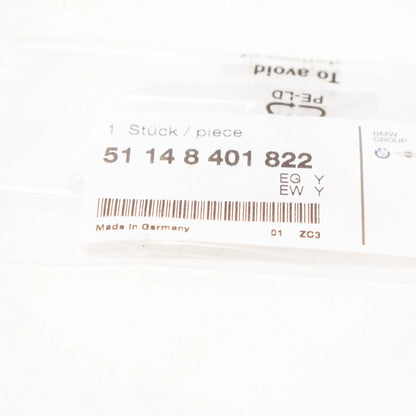 To avoid
PE-LD
1 Stück / piece
51 14 8 401 822
EG Y
EW Y
Made in Germany
01 ZC3
BMW
GROUP